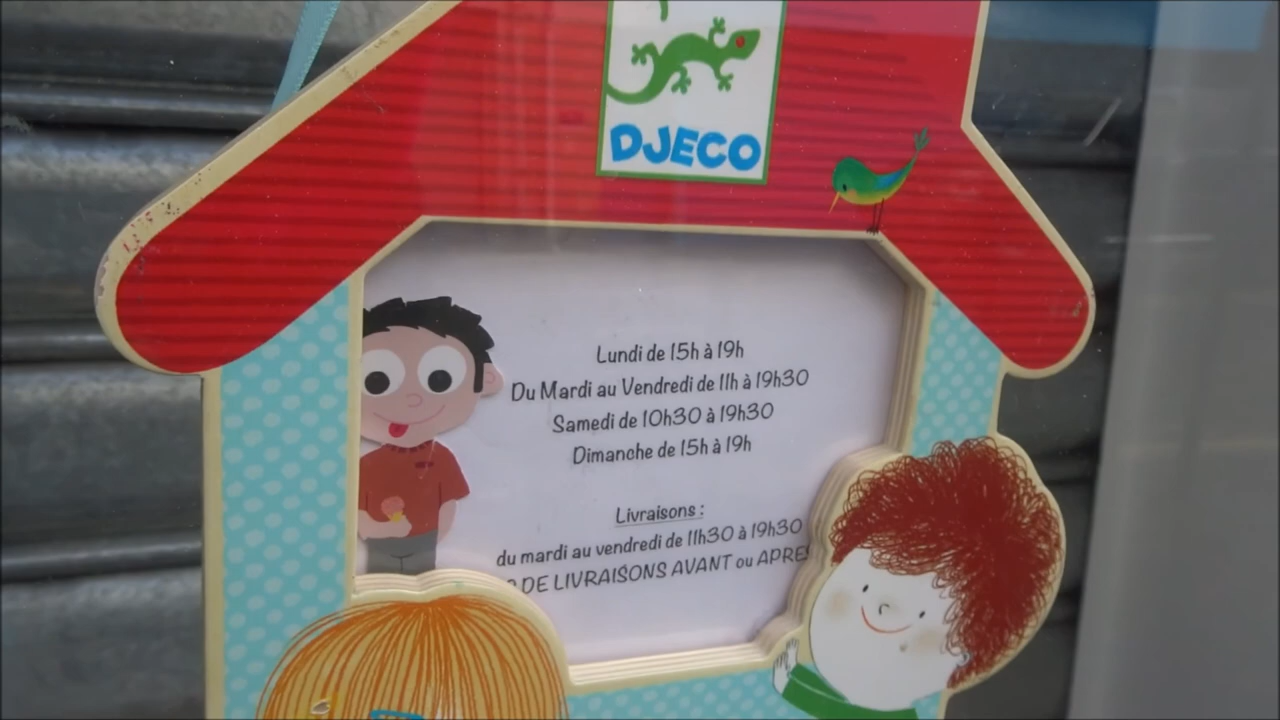 DJECO
Lundi de 15h à 19h
Du Mardi au Vendredi de 11h à 19h30
Samedi de 10h30 à 19h30
Dimanche de 15h à 19h
Livraisons :
du mardi au vendredi de 11h30 à 19h30
DE LIVRAISONS AVANT ou APRE